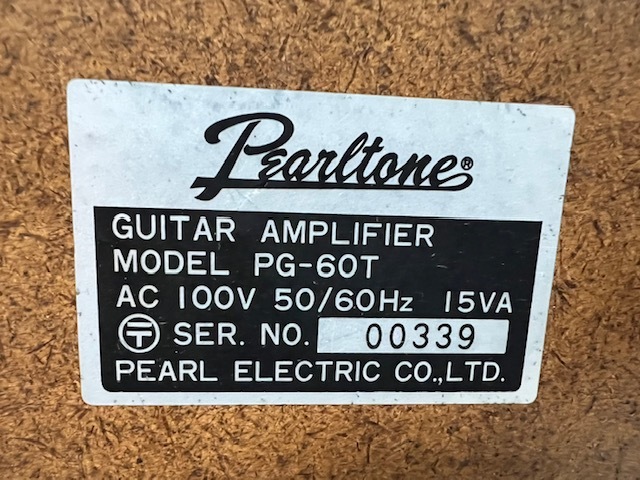 Pearltone®
GUITAR AMPLIFIER
MODEL PG-60T
AC 100V 50/60Hz 15VA
〒 SER. NO. 00339
PEARL ELECTRIC CO.,LTD.